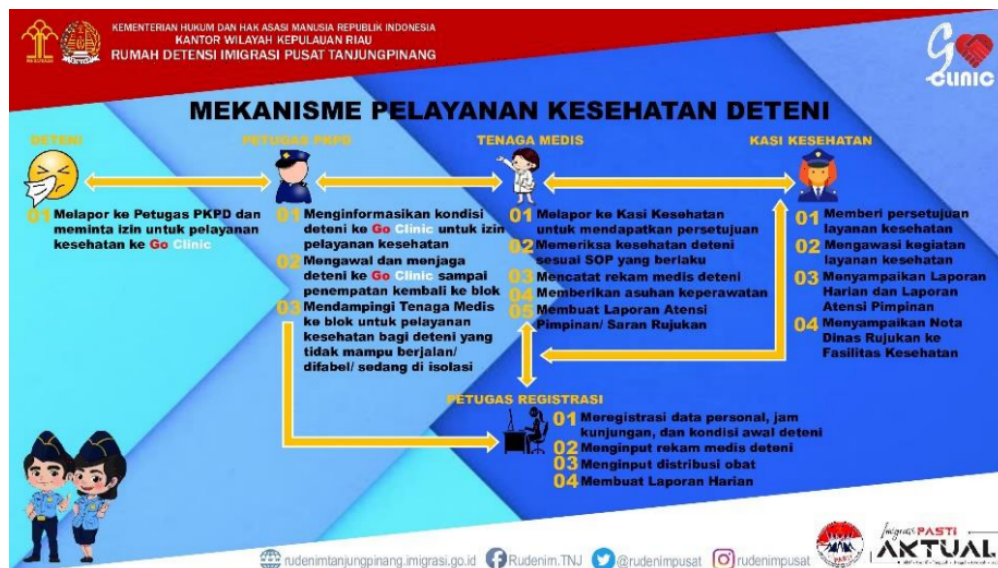 KEMENTERIAN HUKUM DAN HAK ASASI MANUSIA REPUBLIK INDONESIA
KANTOR WILAYAH KEPULAUAN RIAU
RUMAH DETENSI IMIGRASI PUSAT TANJUNGPINANG
GO
CLINIC
MEKANISME PELAYANAN KESEHATAN DETENI
DETENI
01 Melapor ke Petugas PKPD dan
meminta izin untuk pelayanan
kesehatan ke Go Clinic
PETUGAS PKPD
01 Menginformasikan kondisi
deteni ke Go Clinic untuk izin
pelayanan kesehatan
02 Mengawal dan menjaga
deteni ke Go Clinic sampai
penempatan kembali ke blok
03 Mendampingi Tenaga Medis
ke blok untuk pelayanan
kesehatan bagi deteni yang
tidak mampu berjalan/
difabel/ sedang di isolasi
TENAGA MEDIS
01 Melapor ke Kasi Kesehatan
untuk mendapatkan persetujuan
02 Memeriksa kesehatan deteni
sesuai SOP yang berlaku
03 Mencatat rekam medis deteni
04 Memberikan asuhan keperawatan
05 Membuat Laporan Atensi
Pimpinan/ Saran Rujukan
KASI KESEHATAN
01 Memberi persetujuan
layanan kesehatan
02 Mengawasi kegiatan
layanan kesehatan
03 Menyampaikan Laporan
Harian dan Laporan
Atensi Pimpinan
04 Menyampaikan Nota
Dinas Rujukan ke
Fasilitas Kesehatan
PETUGAS REGISTRASI
01 Meregistrasi data personal, jam
kunjungan, dan kondisi awal deteni
02 Menginput rekam medis deteni
03 Menginput distribusi obat
04 Membuat Laporan Harian
rudenimtanjungpinang.imigrasi.go.id
Rudenim.TNJ
@rudenimpusat
rudenimpusat
Imigrasi PASTI
AKTUAL